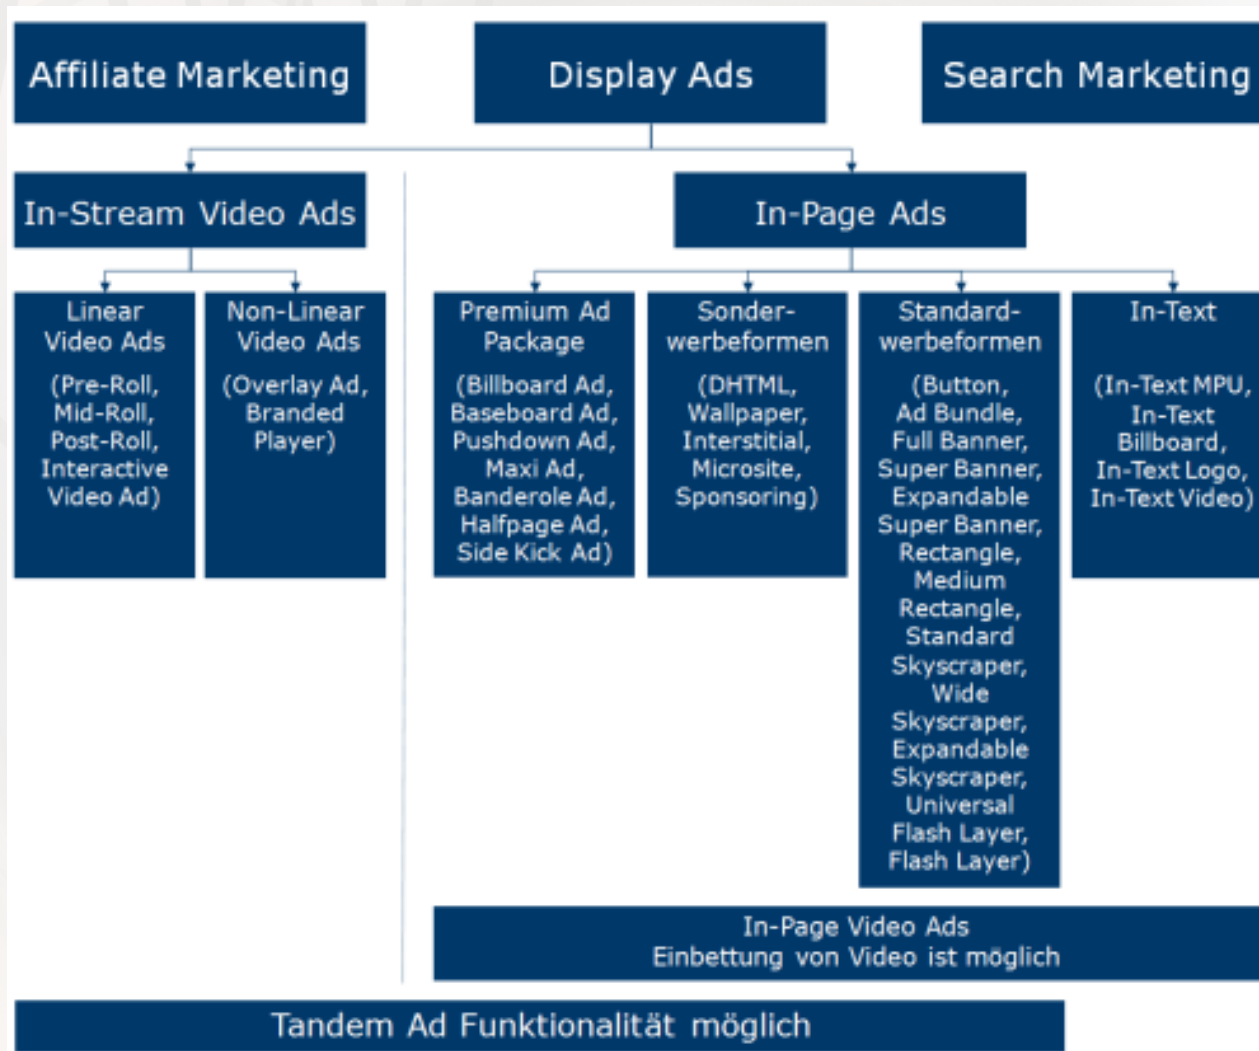 Affiliate Marketing
Display Ads
Search Marketing
In-Stream Video Ads
In-Page Ads
Linear
Video Ads
(Pre-Roll,
Mid-Roll,
Post-Roll,
Interactive
Video Ad)
Non-Linear
Video Ads
(Overlay Ad,
Branded
Player)
Premium Ad
Package
(Billboard Ad,
Baseboard Ad,
Pushdown Ad,
Maxi Ad,
Banderole Ad,
Halfpage Ad,
Side Kick Ad)
Sonder-
werbeformen
(DHTML,
Wallpaper,
Interstitial,
Microsite,
Sponsoring)
Standard-
werbeformen
(Button,
Ad Bundle,
Full Banner,
Super Banner,
Expandable
Super Banner,
Rectangle,
Medium
Rectangle,
Standard
Skyscraper,
Wide
Skyscraper,
Expandable
Skyscraper,
Universal
Flash Layer,
Flash Layer)
In-Text
(In-Text MPU,
In-Text
Billboard,
In-Text Logo,
In-Text Video)
In-Page Video Ads
Einbettung von Video ist möglich
Tandem Ad Funktionalität möglich